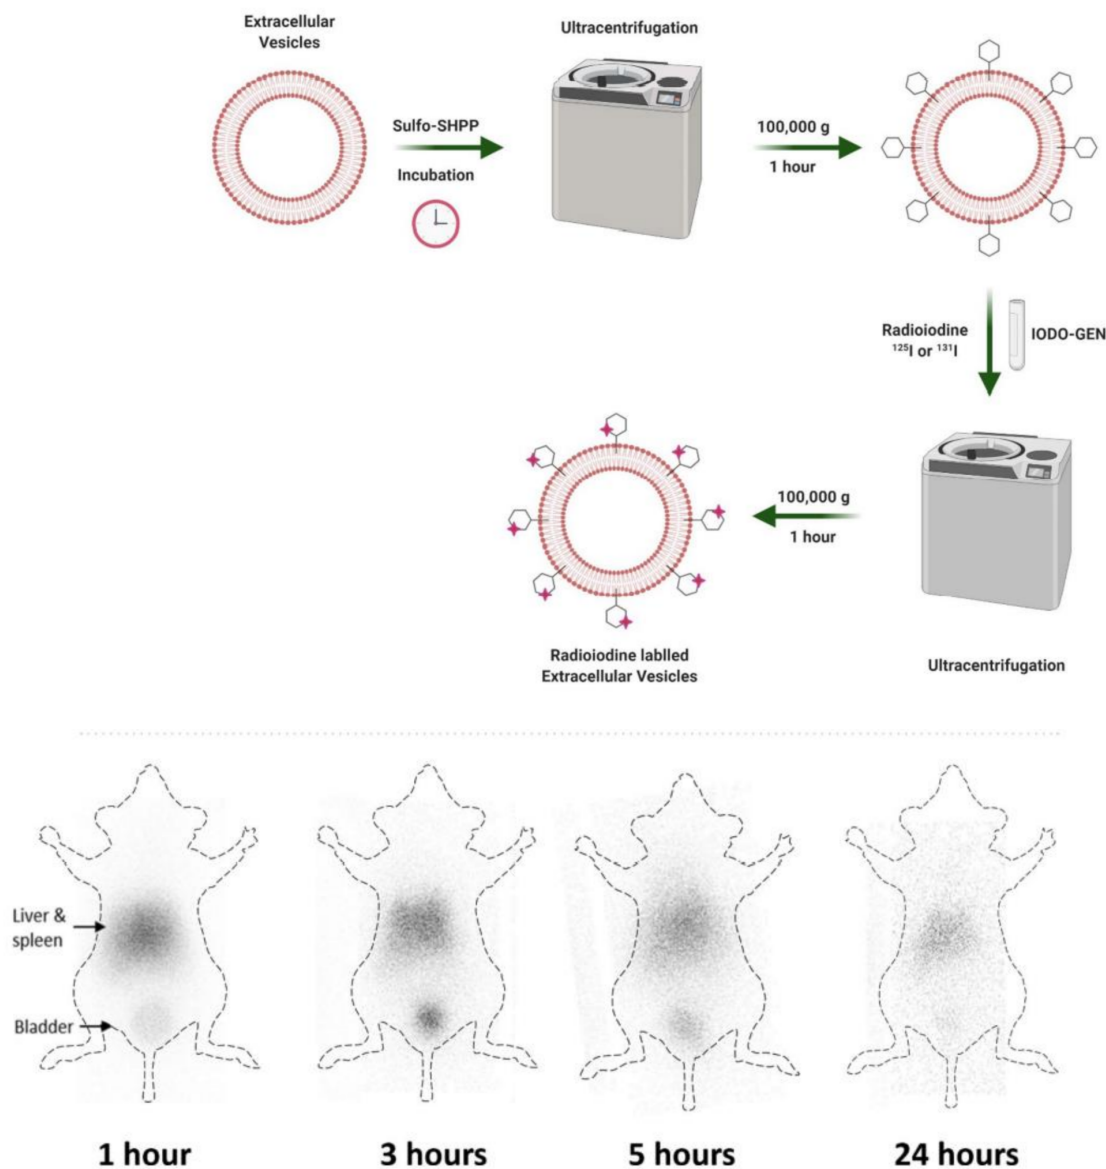 Extracellular
Vesicles
Ultracentrifugation
Sulfo-SHPP
Incubation
100,000 g
1 hour
Radioiodine
¹²⁵I or ¹³¹I
IODO-GEN
100,000 g
1 hour
Radioiodine lablled
Extracellular Vesicles
Ultracentrifugation
Liver &
spleen
Bladder
1 hour
3 hours
5 hours
24 hours